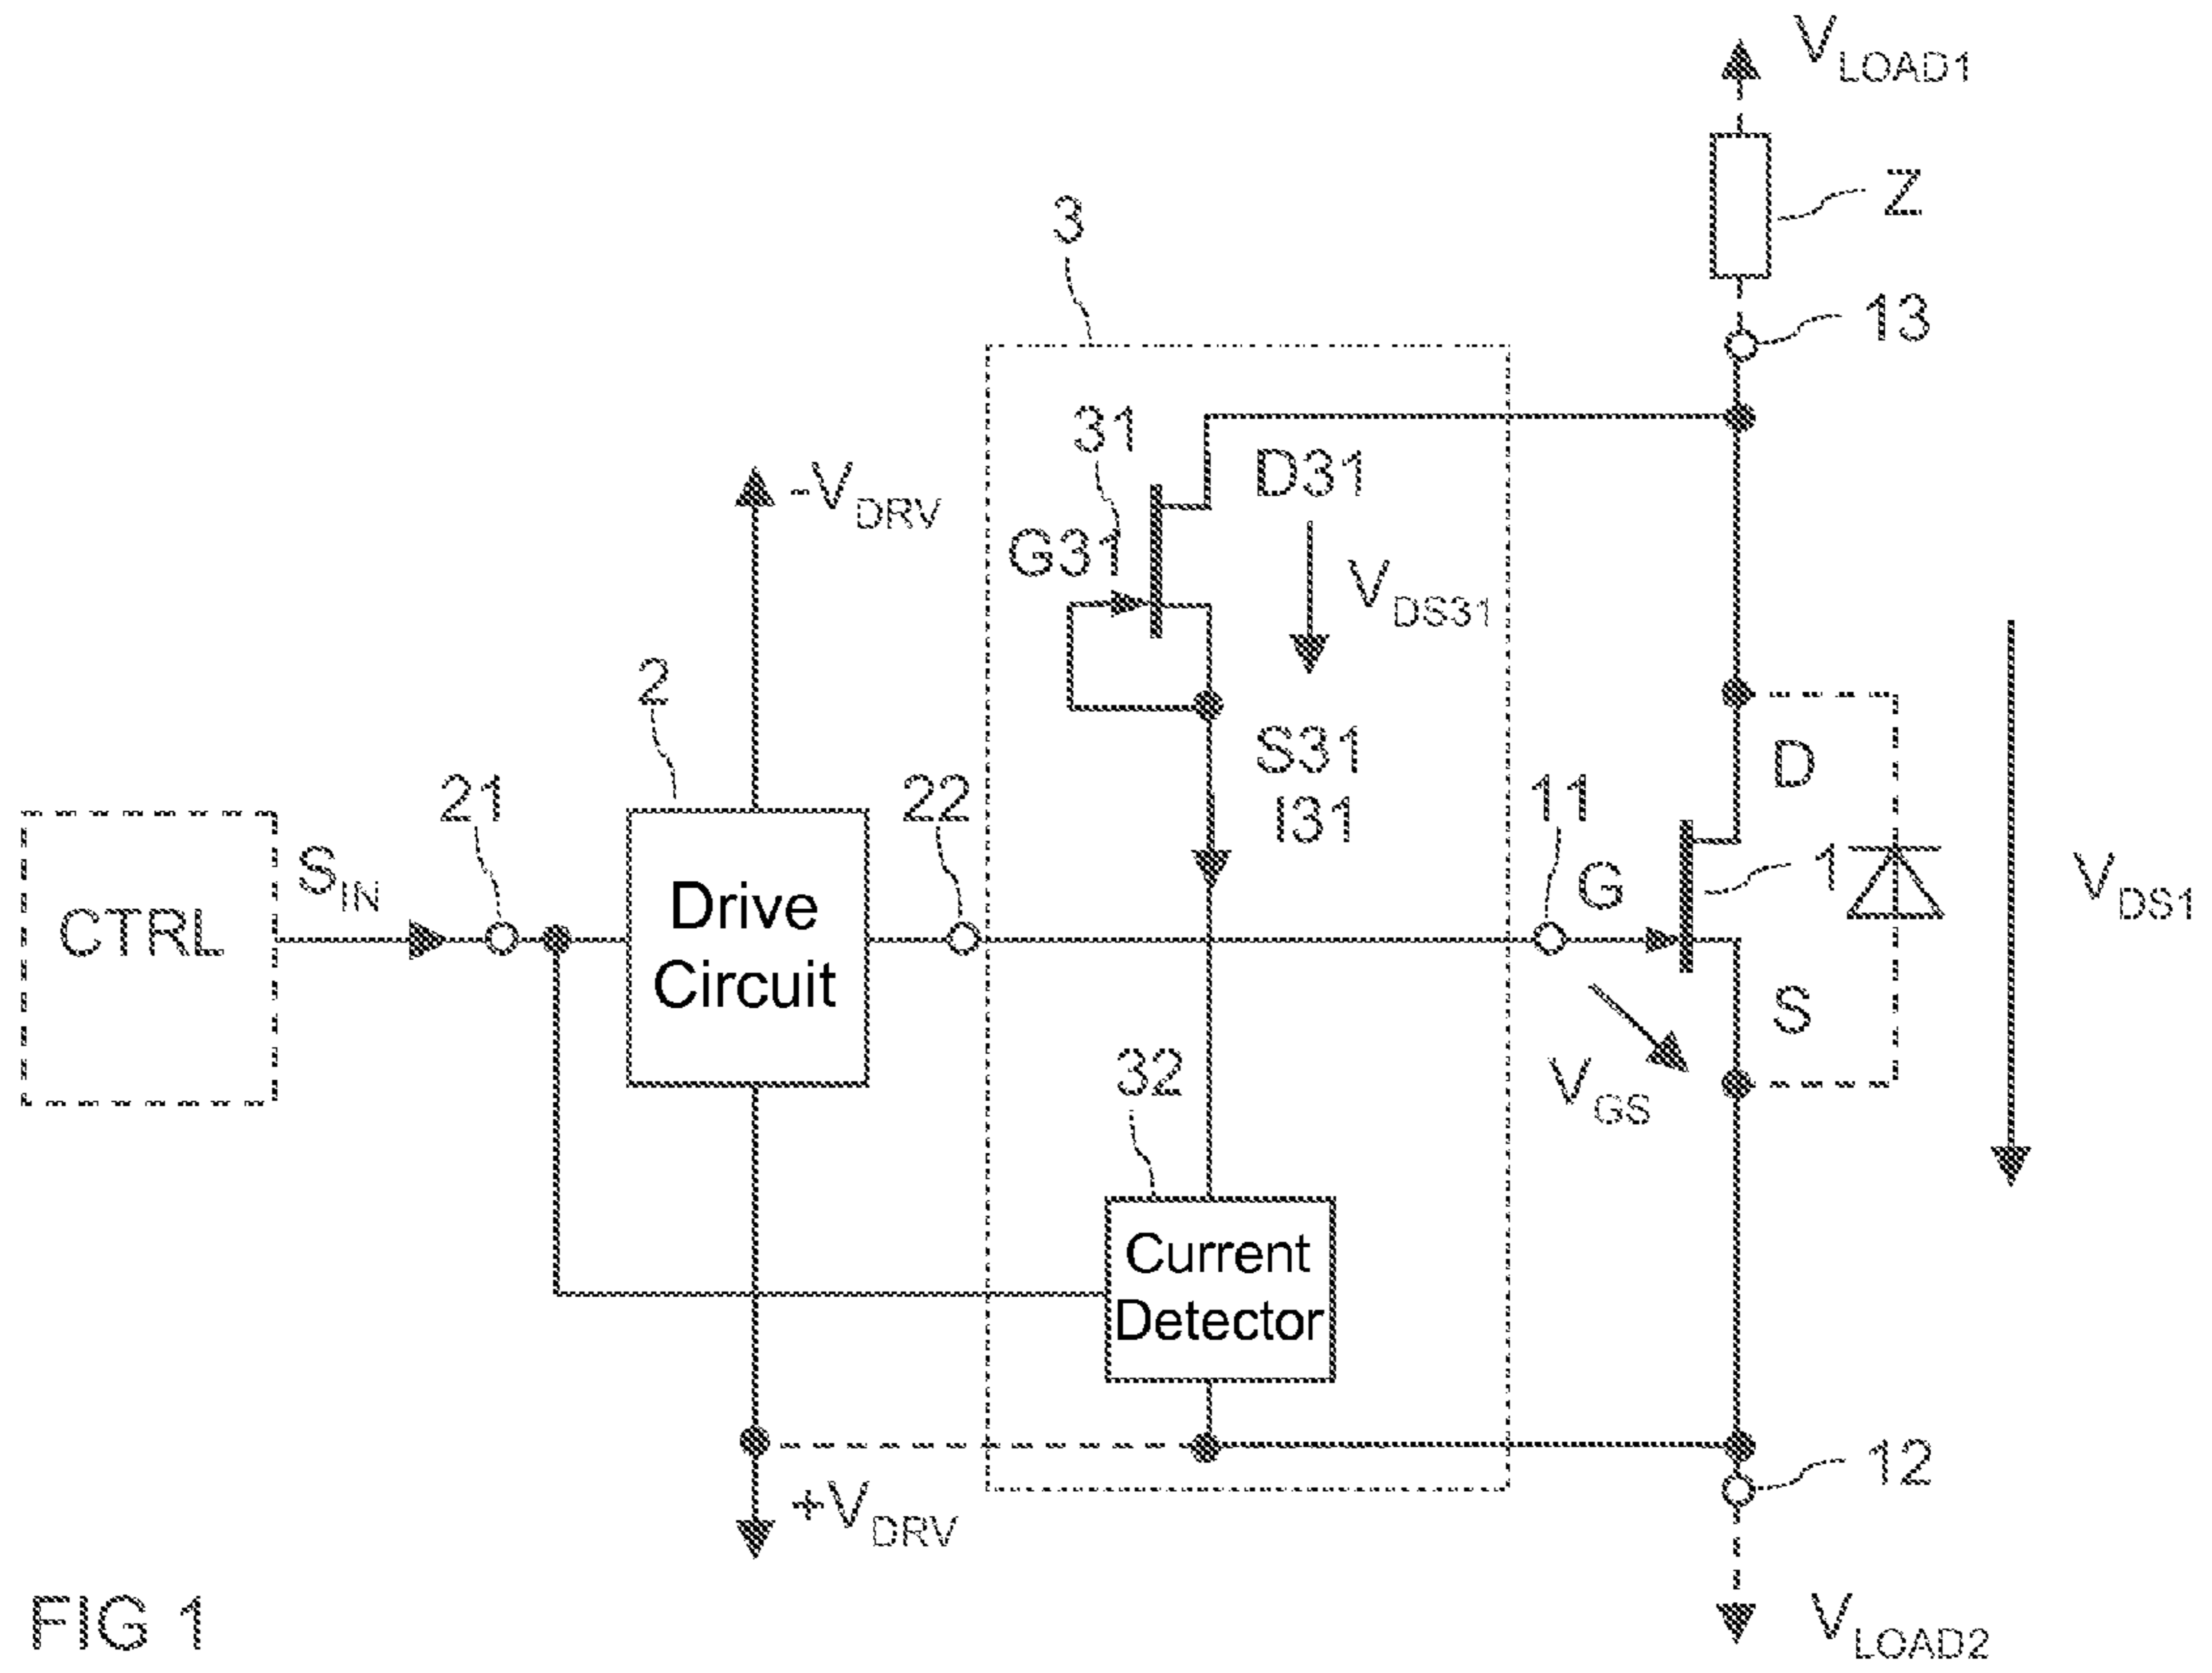 VLOAD1
Z
3
13
31
D31
-VDRV
G31
VDS31
2
S31
D
21
22
I31
11
SIN
G
1
VDS1
CTRL
Drive
Circuit
S
32
VGS
Current
Detector
12
+VDRV
FIG 1
VLOAD2